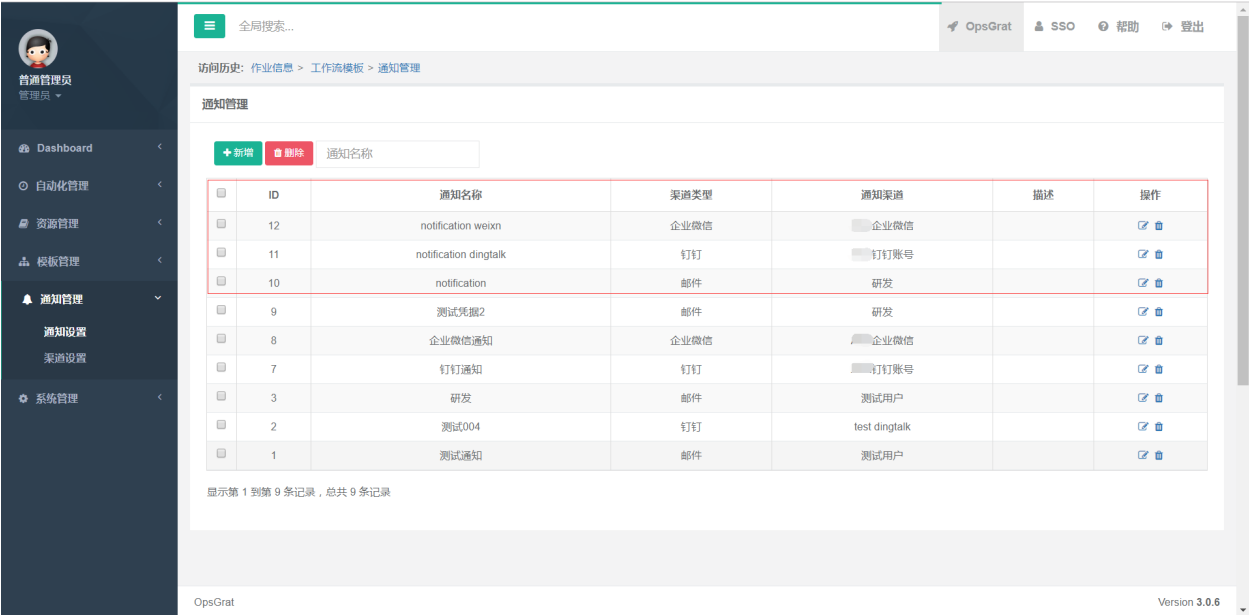 全局搜索...
OpsGrat
SSO
帮助
登出
普通管理员
管理员
访问历史: 作业信息 > 工作流模板 > 通知管理
通知管理
Dashboard
自动化管理
资源管理
模板管理
通知管理
通知设置
渠道设置
系统管理
新增 删除 通知名称
ID 通知名称 渠道类型 通知渠道 描述 操作
12 notification weixn 企业微信 企业微信
11 notification dingtalk 钉钉 钉钉账号
10 notification 邮件 研发
9 测试凭据2 邮件 研发
8 企业微信通知 企业微信 企业微信
7 钉钉通知 钉钉 钉钉账号
3 研发 邮件 测试用户
2 测试004 钉钉 test dingtalk
1 测试通知 邮件 测试用户
显示第 1 到第 9 条记录，总共 9 条记录
OpsGrat
Version 3.0.6